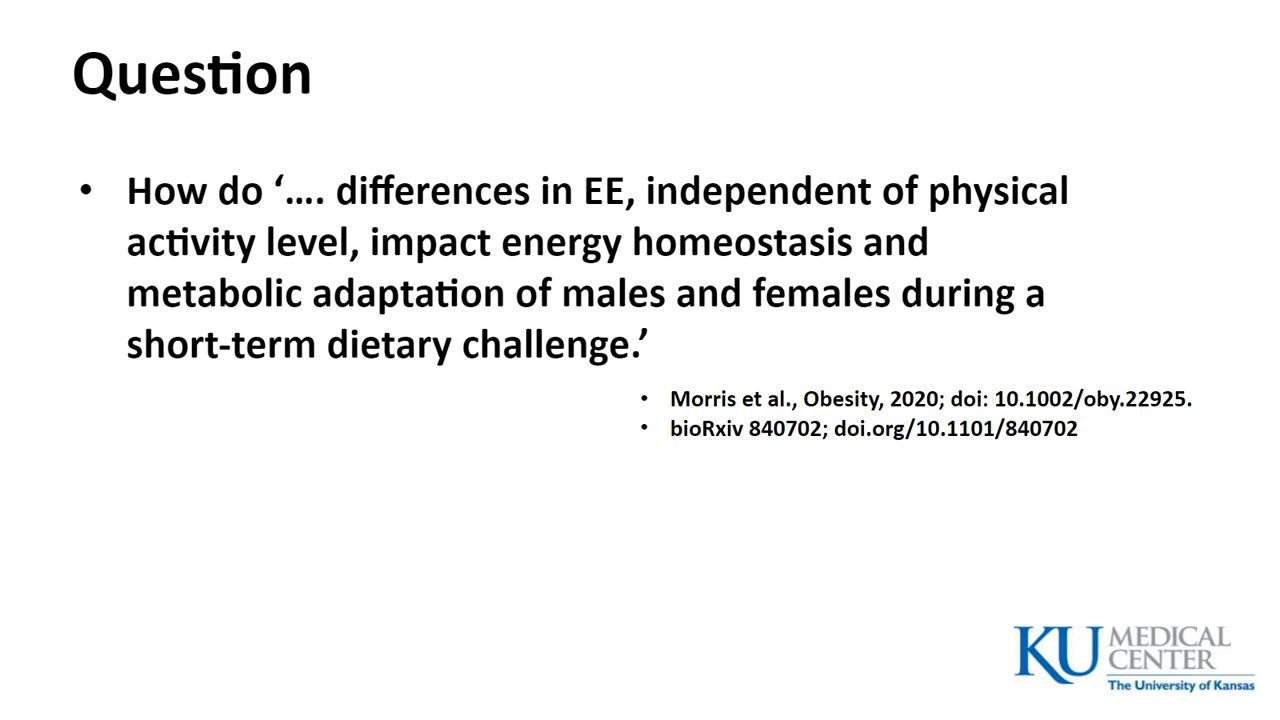 Question
• How do ‘…. differences in EE, independent of physical
activity level, impact energy homeostasis and
metabolic adaptation of males and females during a
short-term dietary challenge.’
• Morris et al., Obesity, 2020; doi: 10.1002/oby.22925.
• bioRxiv 840702; doi.org/10.1101/840702
KU MEDICAL
CENTER
The University of Kansas